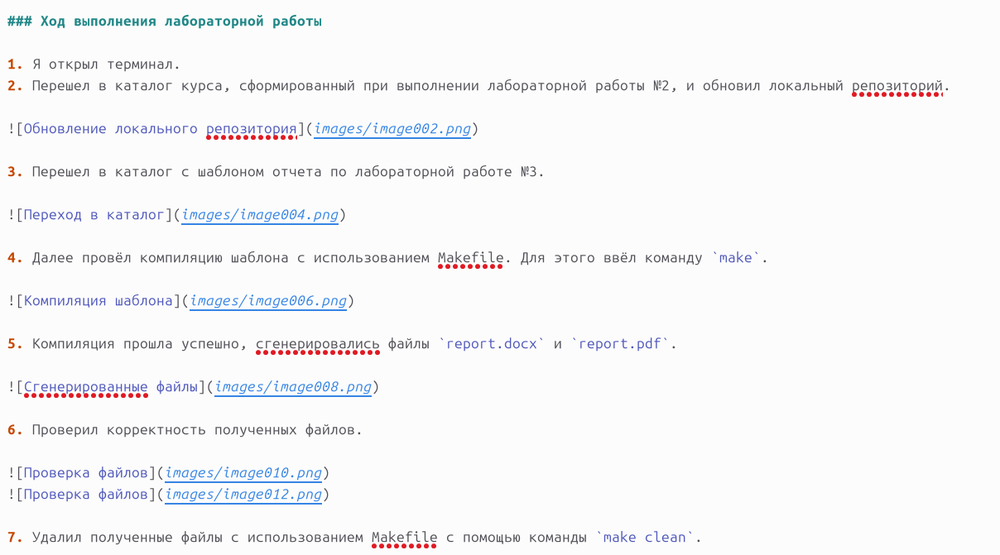 ### Ход выполнения лабораторной работы
1. Я открыл терминал.
2. Перешел в каталог курса, сформированный при выполнении лабораторной работы №2, и обновил локальный репозиторий.
![Обновление локального репозитория](images/image002.png)
3. Перешел в каталог с шаблоном отчета по лабораторной работе №3.
![Переход в каталог](images/image004.png)
4. Далее провёл компиляцию шаблона с использованием Makefile. Для этого ввёл команду `make`.
![Компиляция шаблона](images/image006.png)
5. Компиляция прошла успешно, сгенерировались файлы `report.docx` и `report.pdf`.
![Сгенерированные файлы](images/image008.png)
6. Проверил корректность полученных файлов.
![Проверка файлов](images/image010.png)
![Проверка файлов](images/image012.png)
7. Удалил полученные файлы с использованием Makefile с помощью команды `make clean`.